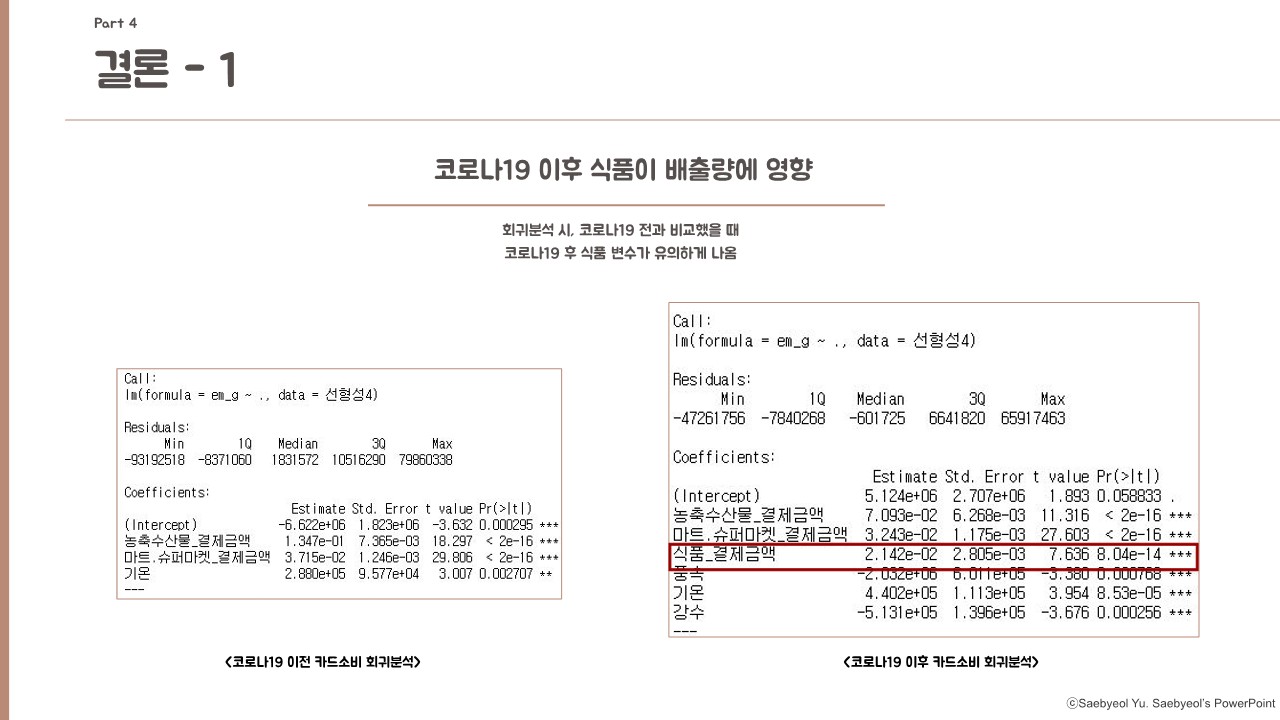 Part 4
결론 - 1
코로나19 이후 식품이 배출량에 영향
회귀분석 시, 코로나19 전과 비교했을 때
코로나19 후 식품 변수가 유의하게 나옴
Call:
lm(formula = em_g ~ ., data = 선형성4)
Residuals:
Min 1Q Median 3Q Max
-93192518 -8371060 1831572 10516290 79860338
Coefficients:
Estimate Std. Error t value Pr(>|t|)
(Intercept) -6.622e+06 1.823e+06 -3.632 0.000295 ***
농축수산물_결제금액 1.347e-01 7.365e-03 18.297 < 2e-16 ***
마트.슈퍼마켓_결제금액 3.715e-02 1.246e-03 29.806 < 2e-16 ***
기온 2.880e+05 9.577e+04 3.007 0.002707 **
---
<코로나19 이전 카드소비 회귀분석>
Call:
lm(formula = em_g ~ ., data = 선형성4)
Residuals:
Min 1Q Median 3Q Max
-47261756 -7840268 -601725 6641820 65917463
Coefficients:
Estimate Std. Error t value Pr(>|t|)
(Intercept) 5.124e+06 2.707e+06 1.893 0.058833 .
농축수산물_결제금액 7.093e-02 6.268e-03 11.316 < 2e-16 ***
마트.슈퍼마켓_결제금액 3.243e-02 1.175e-03 27.603 < 2e-16 ***
식품_결제금액 2.142e-02 2.805e-03 7.636 8.04e-14 ***
풍속 -2.032e+06 6.011e+05 -3.380 0.000768 ***
기온 4.402e+05 1.113e+05 3.954 8.53e-05 ***
강수 -5.131e+05 1.396e+05 -3.676 0.000256 ***
---
<코로나19 이후 카드소비 회귀분석>
ⓒSaebyeol Yu. Saebyeol's PowerPoint